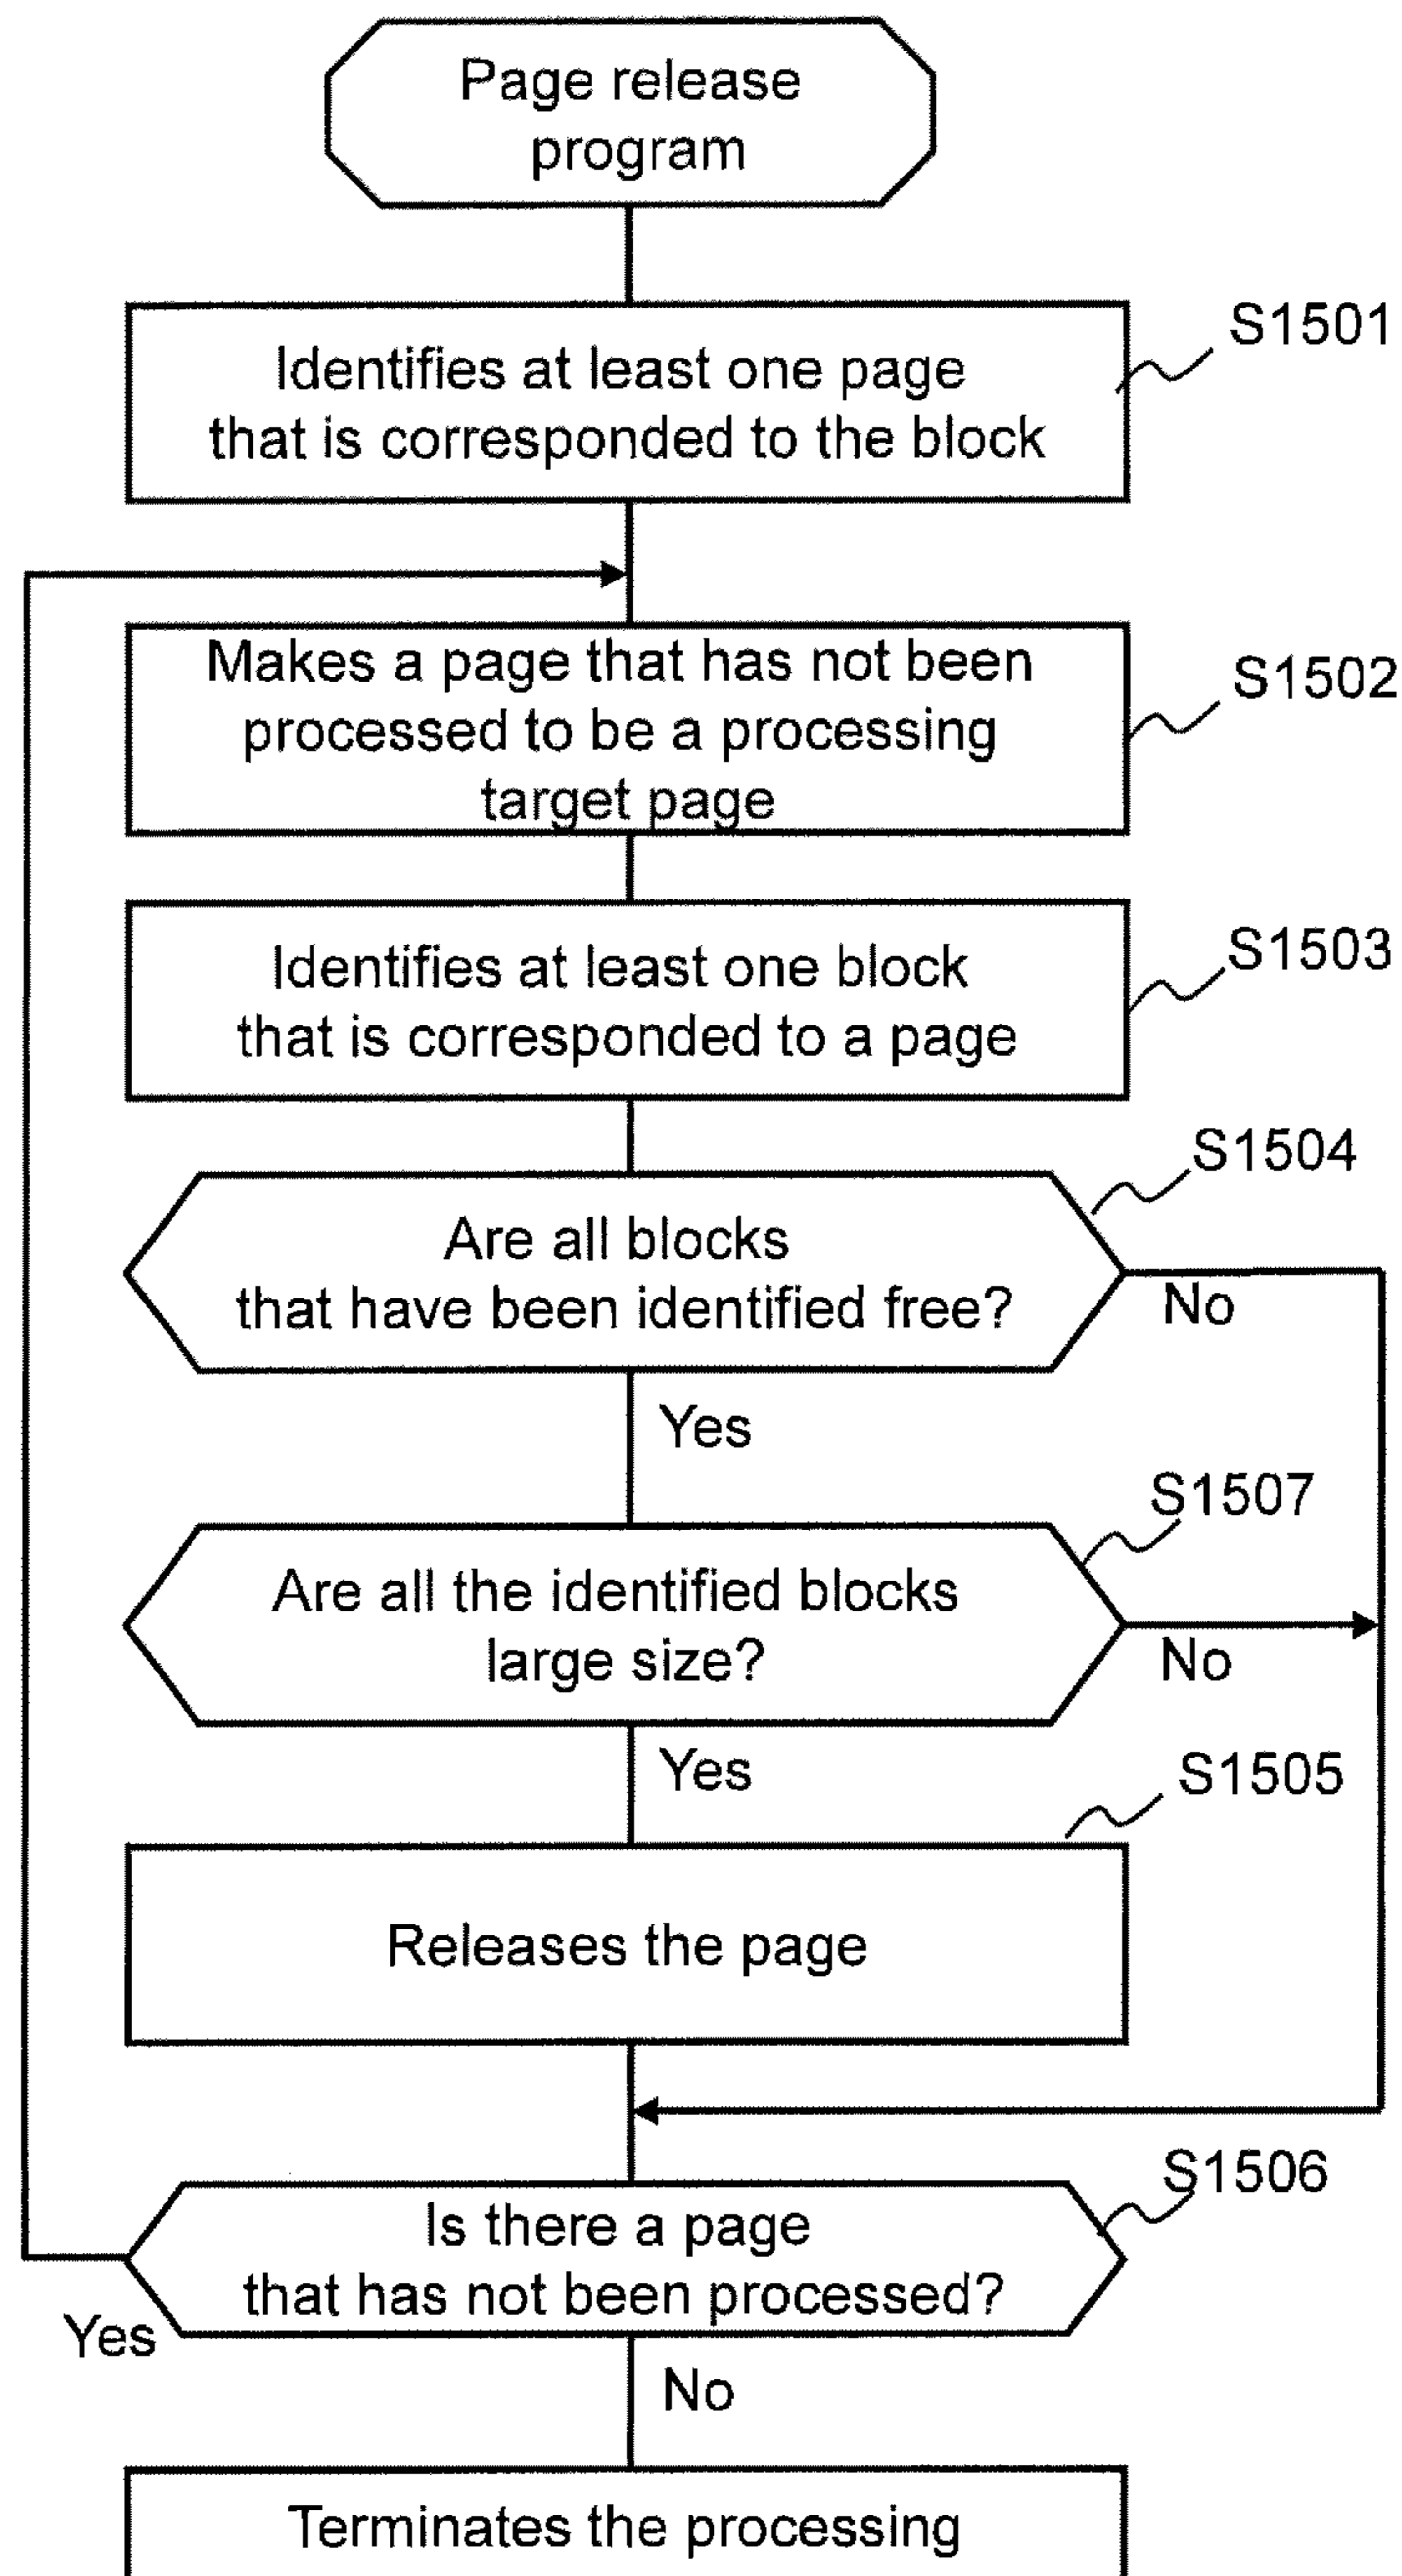 Page release
program
S1501
Identifies at least one page
that is corresponded to the block
Makes a page that has not been
processed to be a processing
target page
S1502
Identifies at least one block
that is corresponded to a page
S1503
S1504
Are all blocks
that have been identified free?
No
Yes
S1507
Are all the identified blocks
large size?
No
Yes
S1505
Releases the page
S1506
Is there a page
that has not been processed?
Yes
No
Terminates the processing